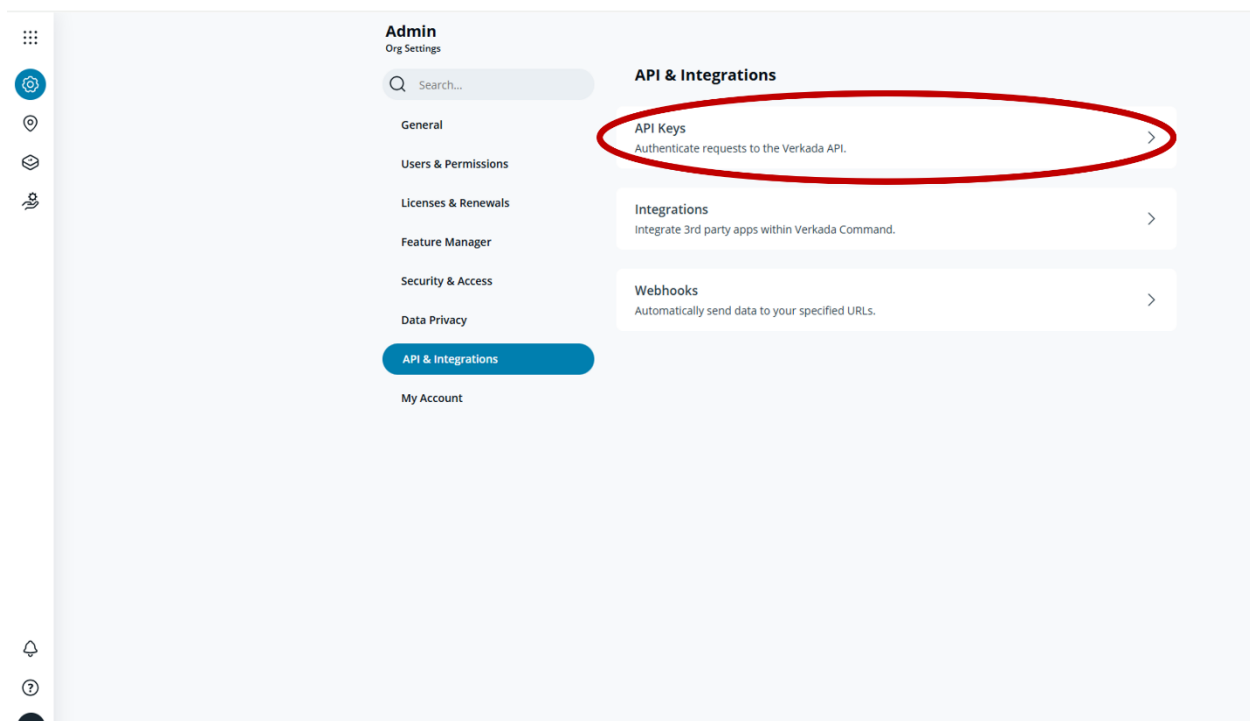 Admin
Org Settings
Search...
General
Users & Permissions
Licenses & Renewals
Feature Manager
Security & Access
Data Privacy
API & Integrations
My Account
API & Integrations
API Keys
Authenticate requests to the Verkada API.
Integrations
Integrate 3rd party apps within Verkada Command.
Webhooks
Automatically send data to your specified URLs.